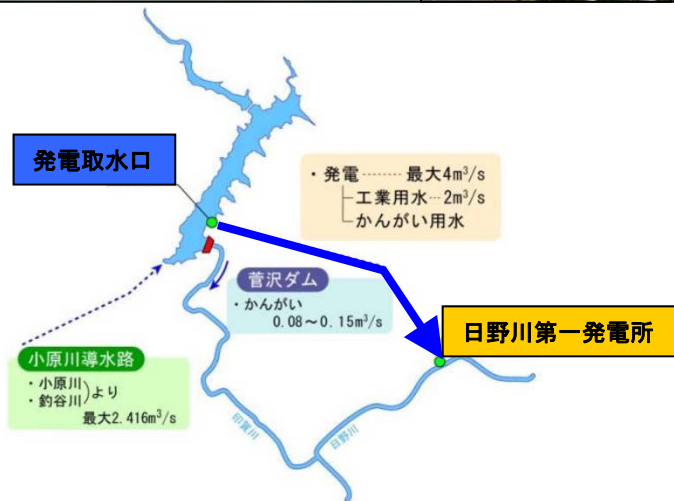 発電取水口
・発電‥‥‥‥最大4m³/s
工業用水‥‥2m³/s
かんがい用水
菅沢ダム
・かんがい
0.08～0.15m³/s
日野川第一発電所
小原川導水路
・小原川
・釣谷川)より
最大2.416m³/s
印賀川
日野川